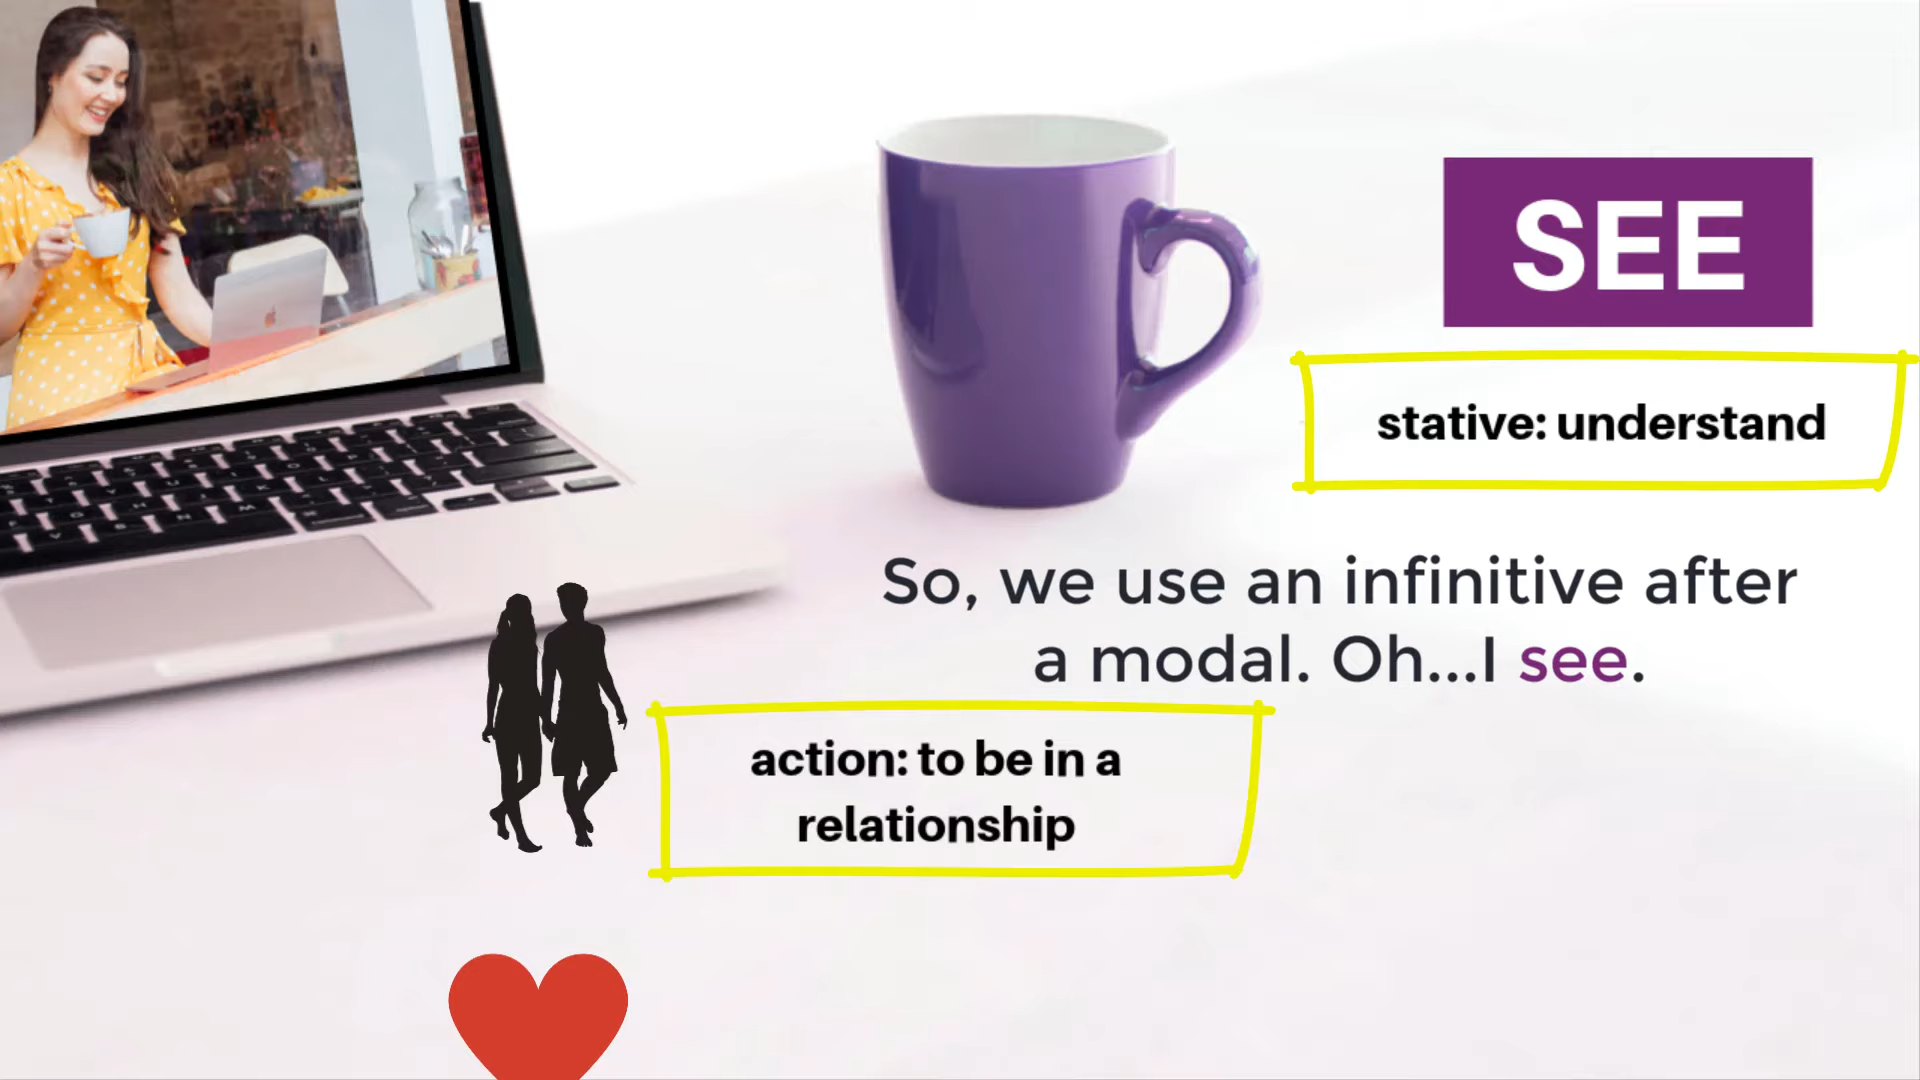 SEE
stative: understand
So, we use an infinitive after
a modal. Oh...I see.
action: to be in a
relationship